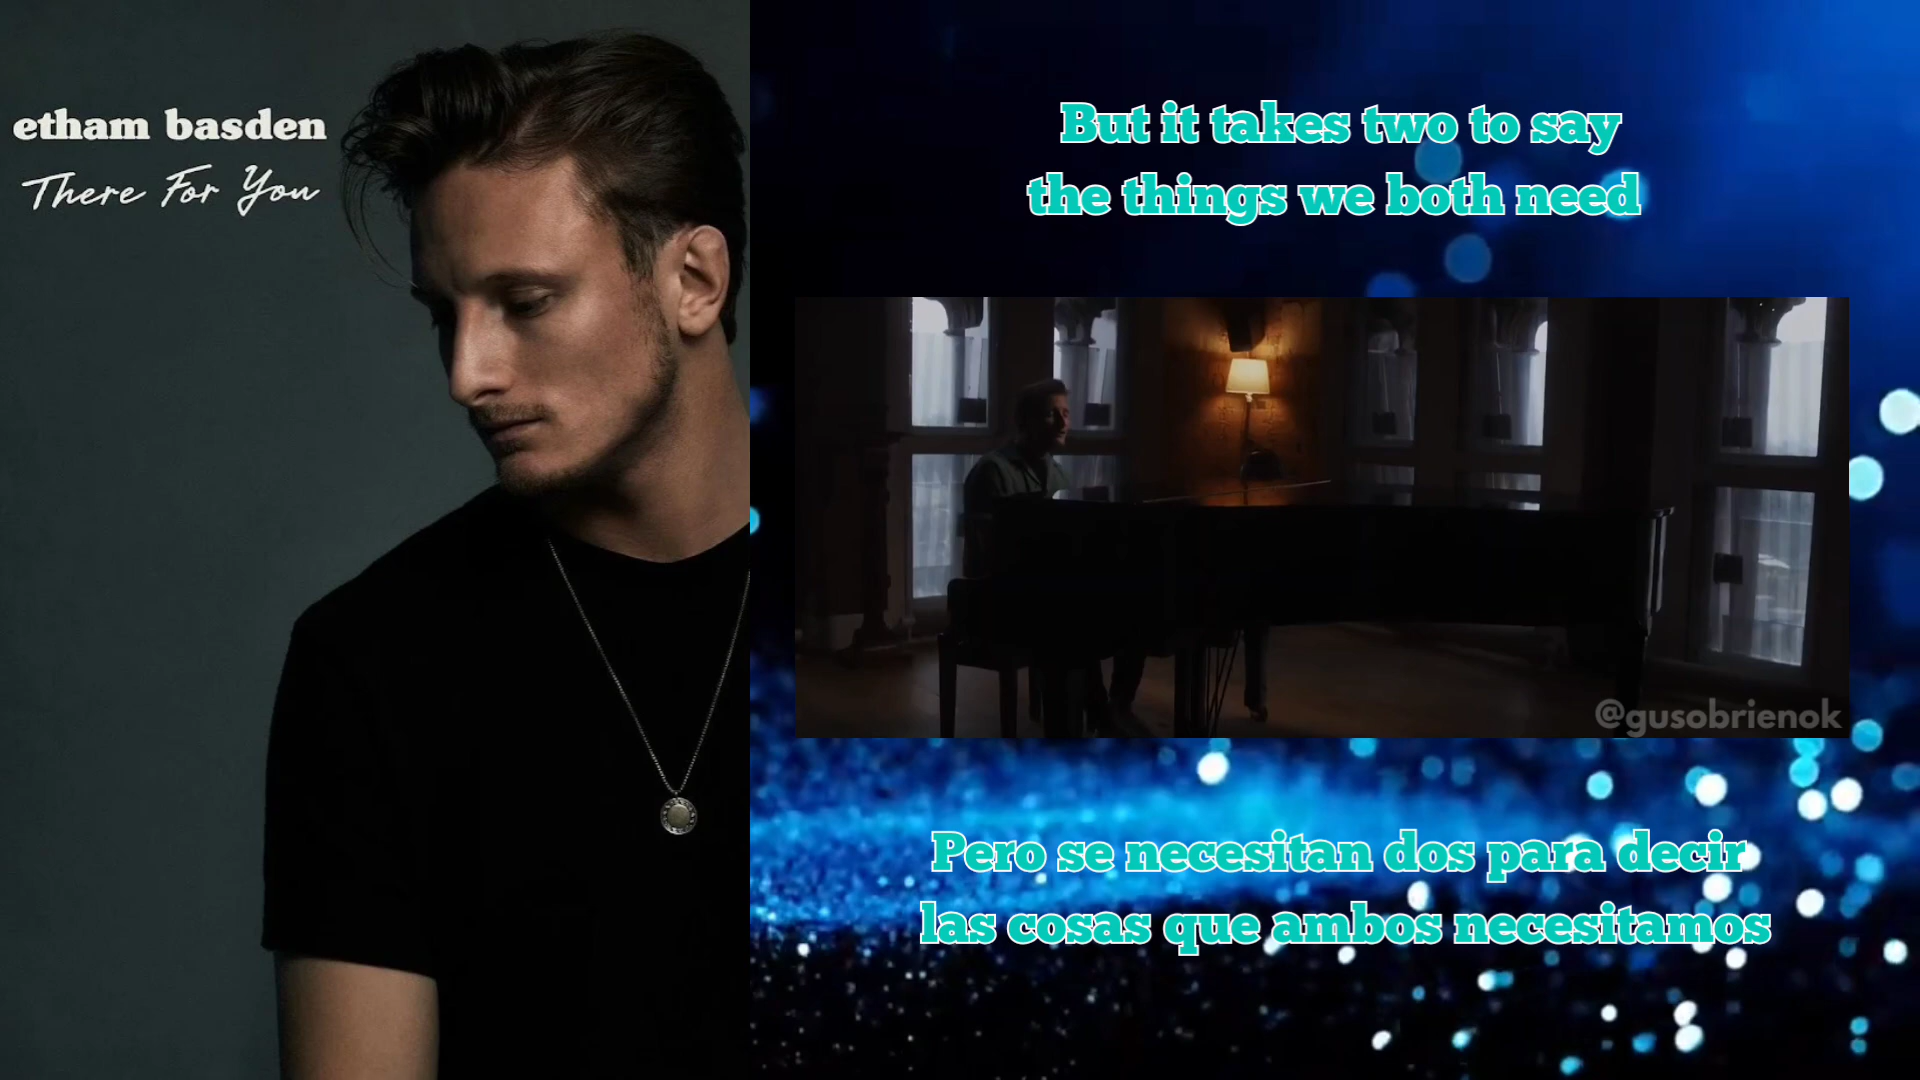 etham basden
There For You
But it takes two to say
the things we both need
@gusobrienok
Pero se necesitan dos para decir
las cosas que ambos necesitamos